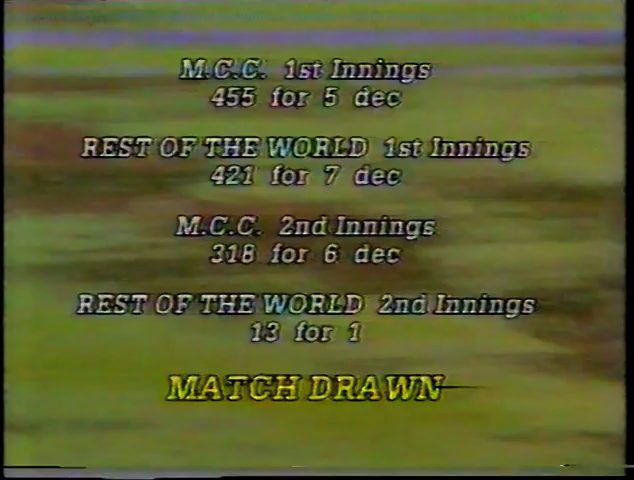 M.C.C. 1st Innings
455 for 5 dec
REST OF THE WORLD 1st Innings
421 for 7 dec
M.C.C. 2nd Innings
318 for 6 dec
REST OF THE WORLD 2nd Innings
13 for 1
MATCH DRAWN